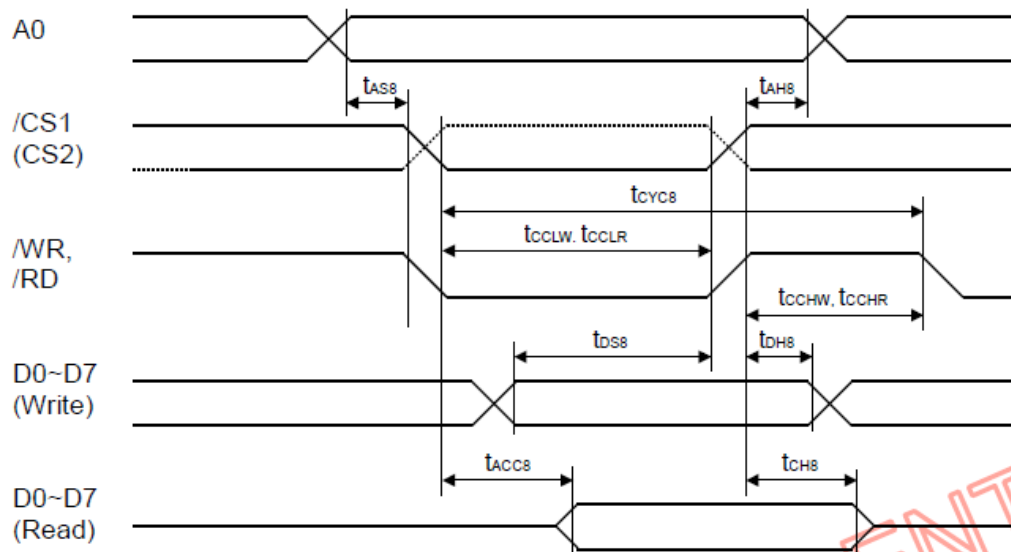 A0
tAS8
tAH8
/CS1
(CS2)
tCYC8
tCCLW. tCCLR
/WR,
/RD
tCCHW, tCCHR
tDS8
tDH8
D0~D7
(Write)
tACC8
tCH8
D0~D7
(Read)
ENT